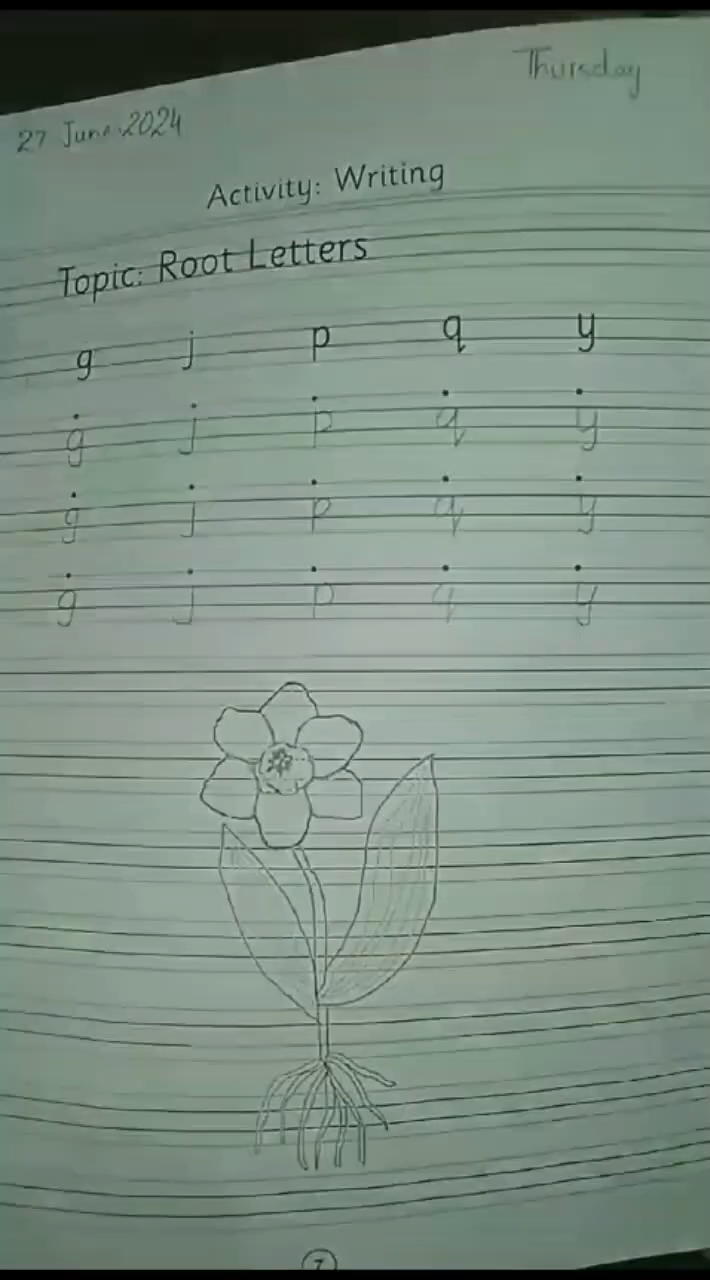 Thursday
27 June 2024
Activity: Writing
Topic: Root Letters
g j p q y
g j p q y
g j p q y
g j p q y
7